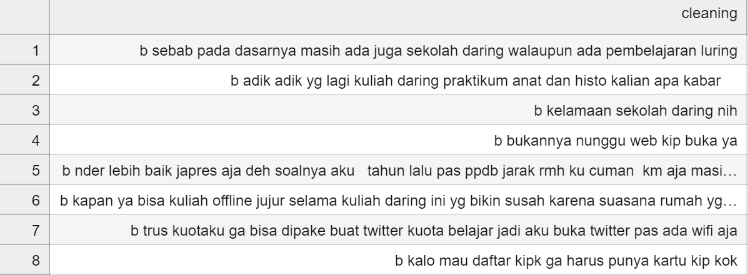 cleaning
1 b sebab pada dasarnya masih ada juga sekolah daring walaupun ada pembelajaran luring
2 b adik adik yg lagi kuliah daring praktikum anat dan histo kalian apa kabar
3 b kelamaan sekolah daring nih
4 b bukannya nunggu web kip buka ya
5 b nder lebih baik japres aja deh soalnya aku tahun lalu pas ppdb jarak rmh ku cuman km aja masi...
6 b kapan ya bisa kuliah offline jujur selama kuliah daring ini yg bikin susah karena suasana rumah yg...
7 b trus kuotaku ga bisa dipake buat twitter kuota belajar jadi aku buka twitter pas ada wifi aja
8 b kalo mau daftar kipk ga harus punya kartu kip kok